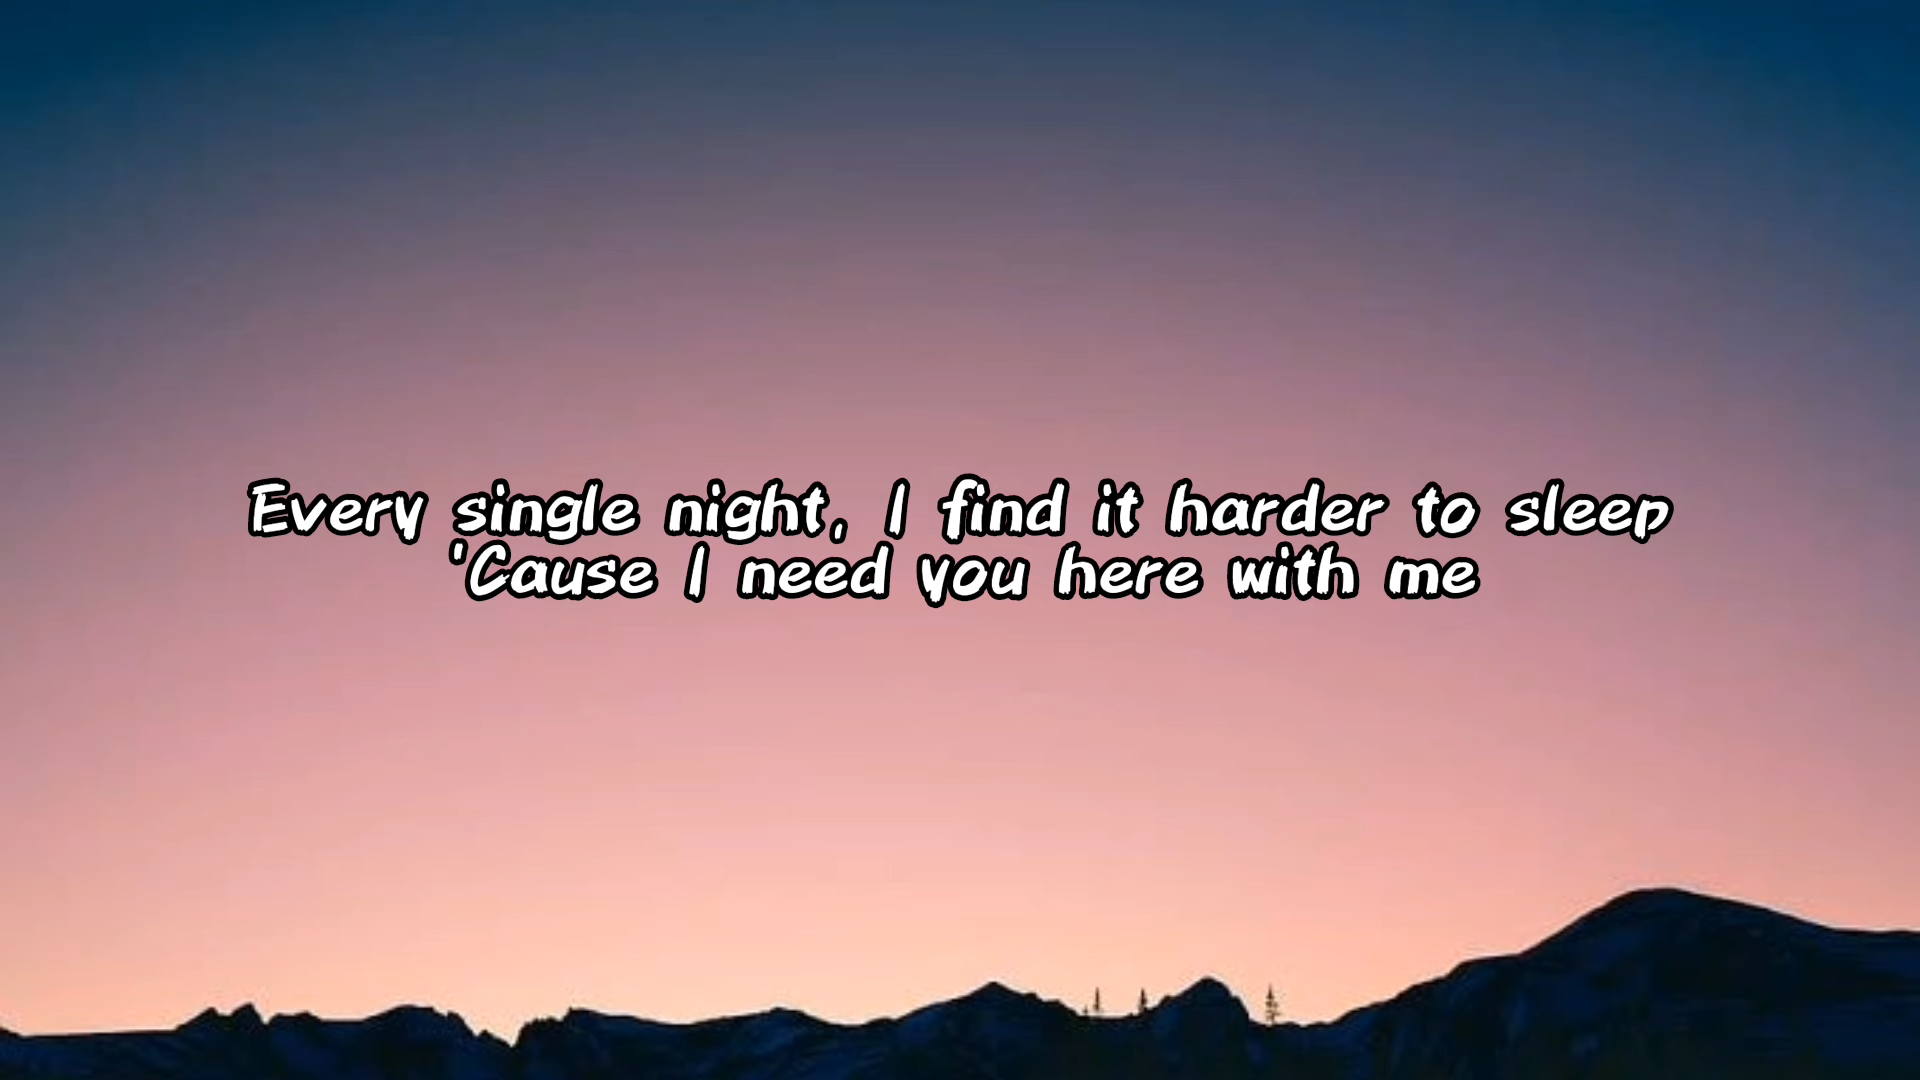 Every single night, I find it harder to sleep
'Cause I need you here with me